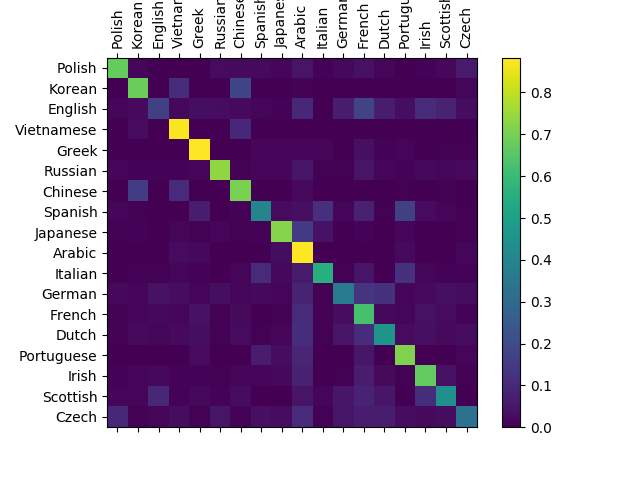 Polish
Korean
English
Vietnam
Greek
Russian
Chinese
Spanish
Japanes
Arabic
Italian
German
French
Dutch
Portugu
Irish
Scottish
Czech
Polish
Korean
English
Vietnamese
Greek
Russian
Chinese
Spanish
Japanese
Arabic
Italian
German
French
Dutch
Portuguese
Irish
Scottish
Czech
0.8
0.7
0.6
0.5
0.4
0.3
0.2
0.1
0.0